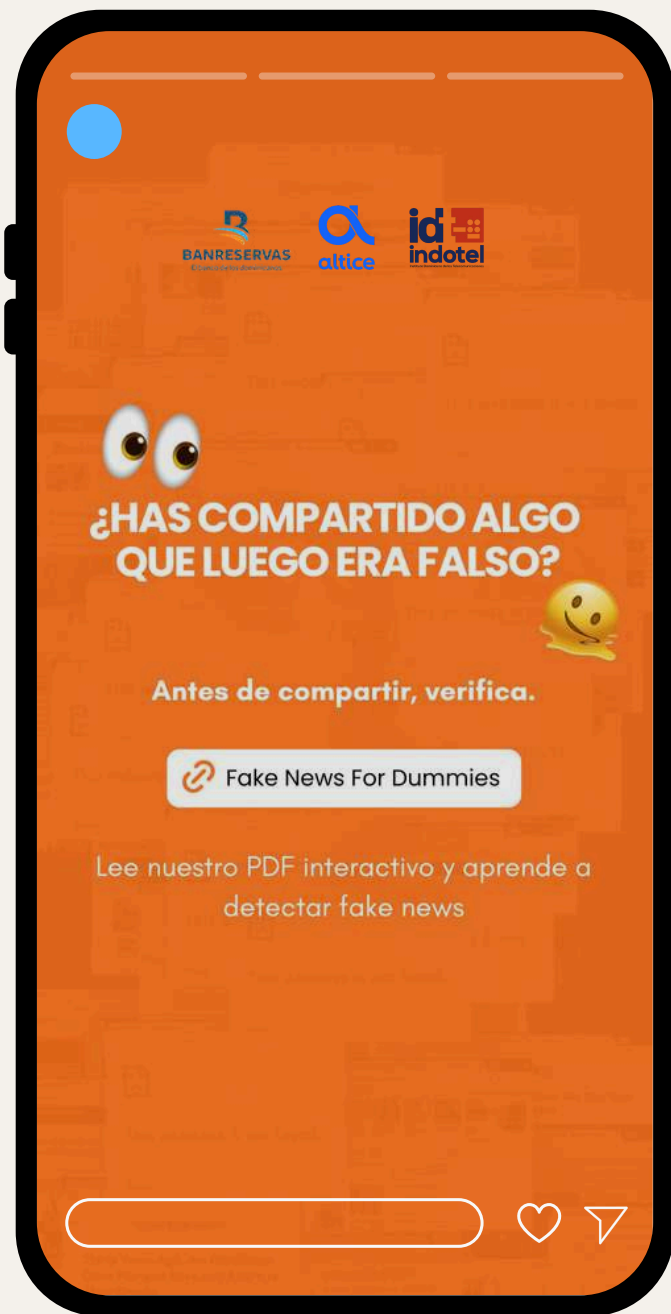 BANRESERVAS
altice
id
indotel
¿HAS COMPARTIDO ALGO
QUE LUEGO ERA FALSO?
Antes de compartir, verifica.
Fake News For Dummies
Lee nuestro PDF interactivo y aprende a
detectar fake news